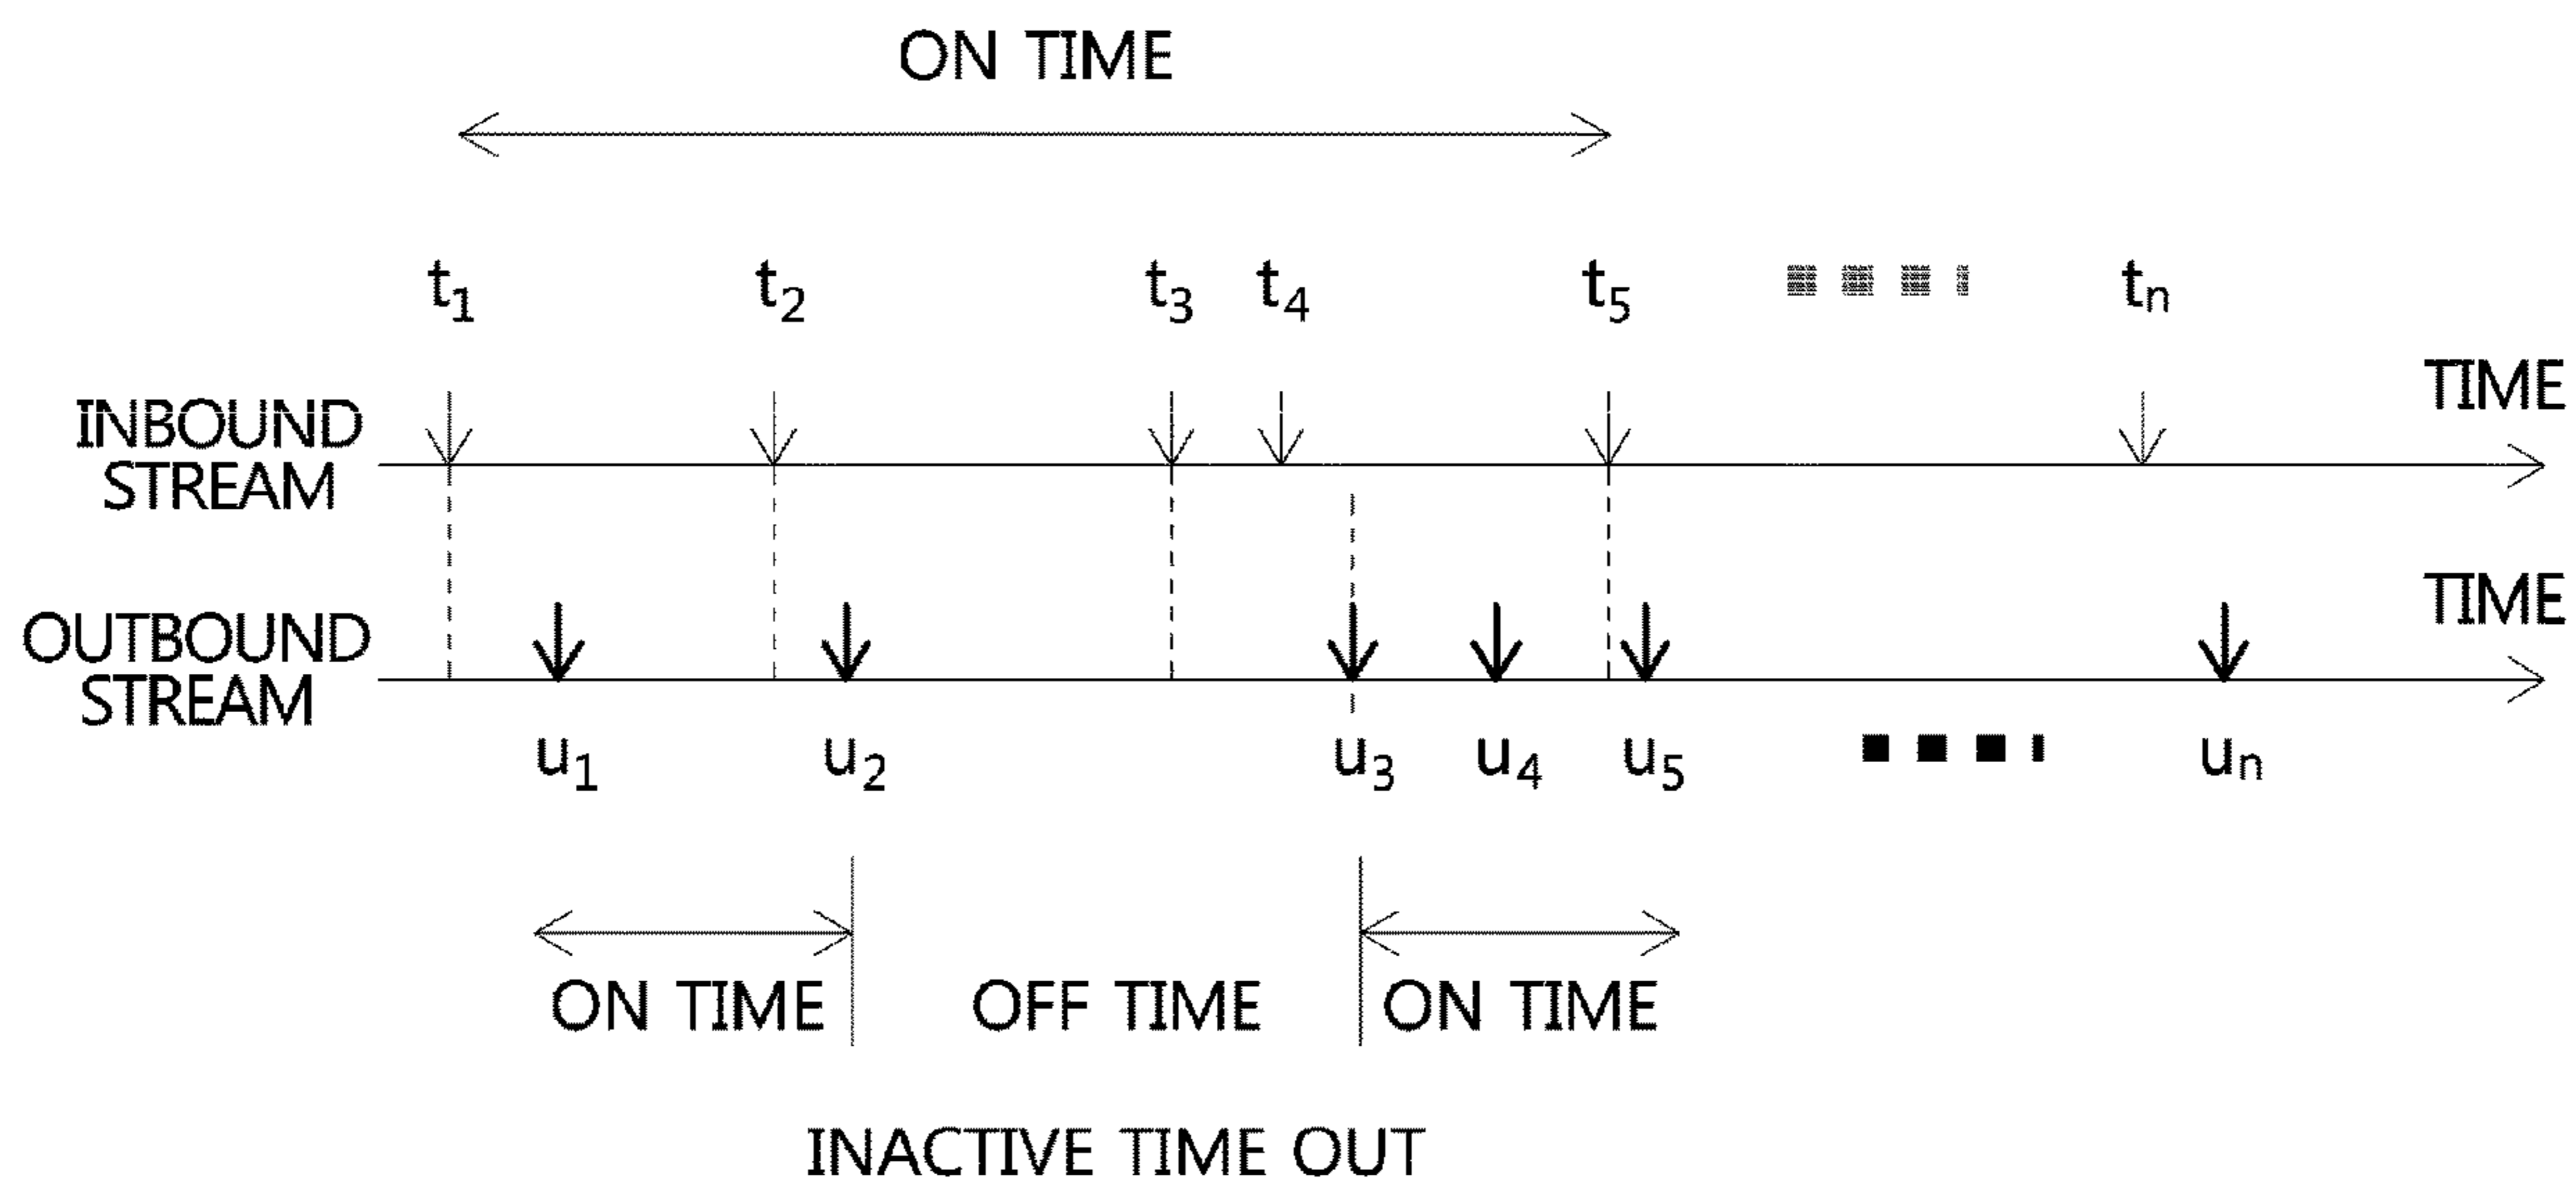 ON TIME
t1 t2 t3 t4 t5 tn
TIME
INBOUND
STREAM
TIME
OUTBOUND
STREAM
u1 u2 u3 u4 u5 un
ON TIME OFF TIME ON TIME
INACTIVE TIME OUT